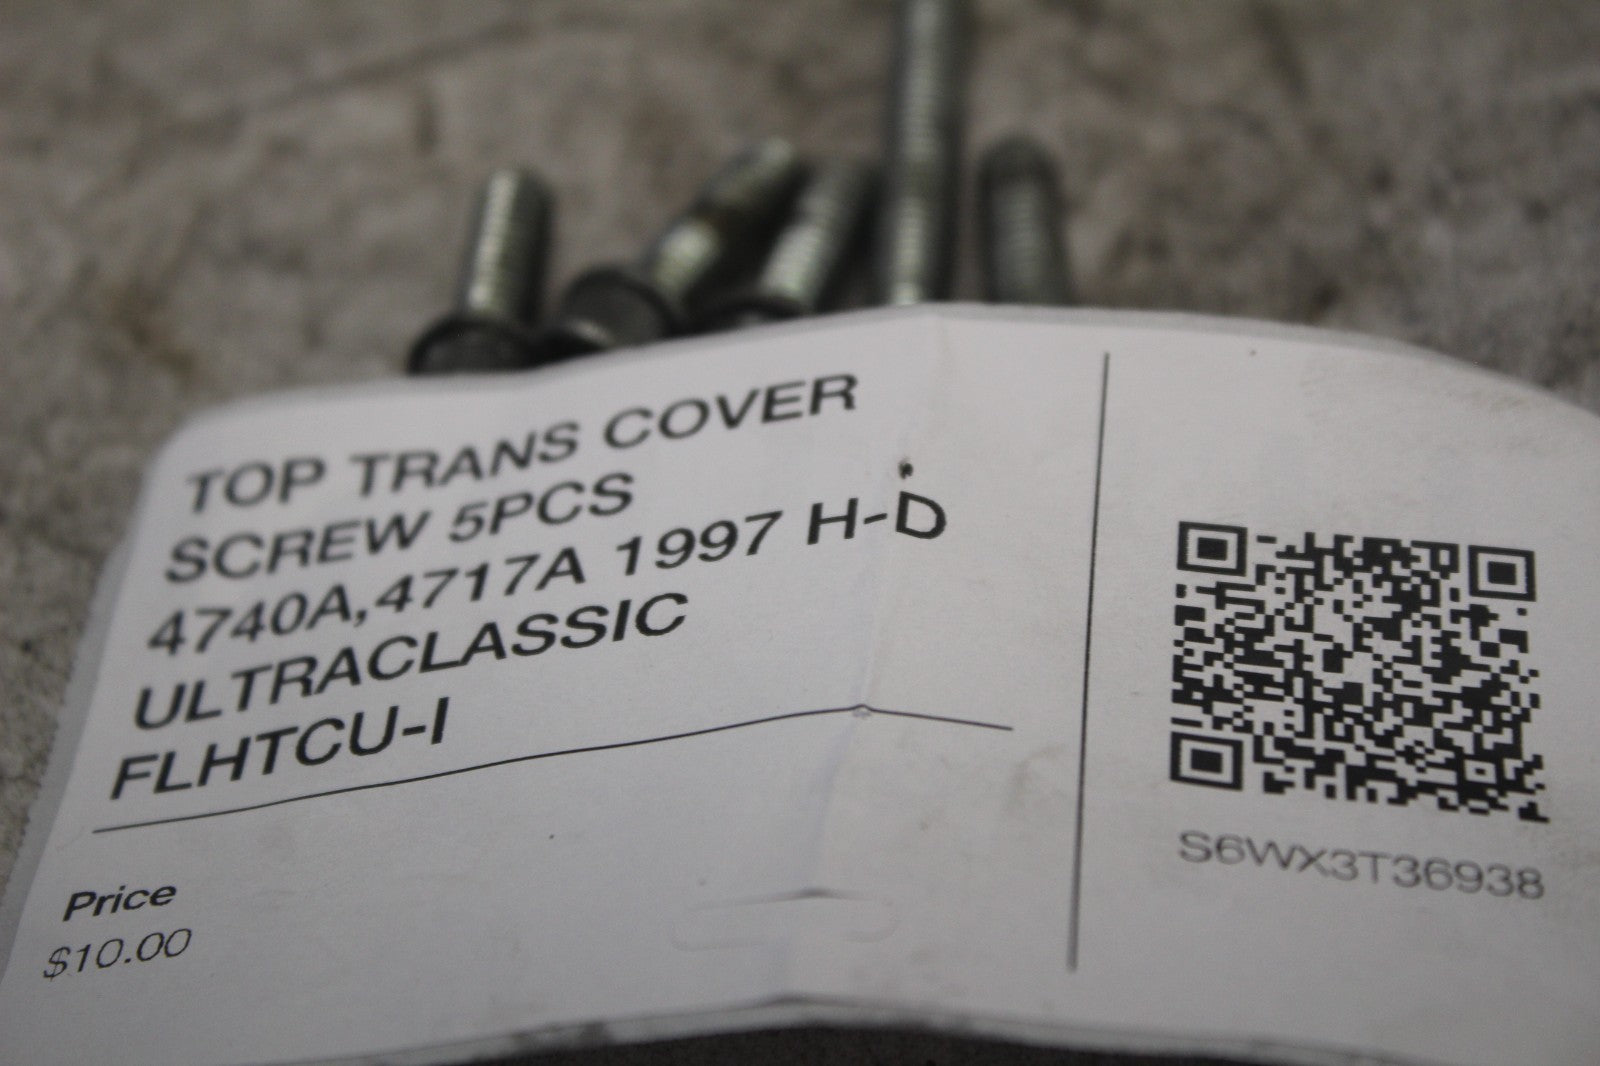 TOP TRANS COVER
SCREW 5PCS
4740A,4717A 1997 H-D
ULTRACLASSIC
FLHTCU-I
Price
$10.00
S6WX3T36938